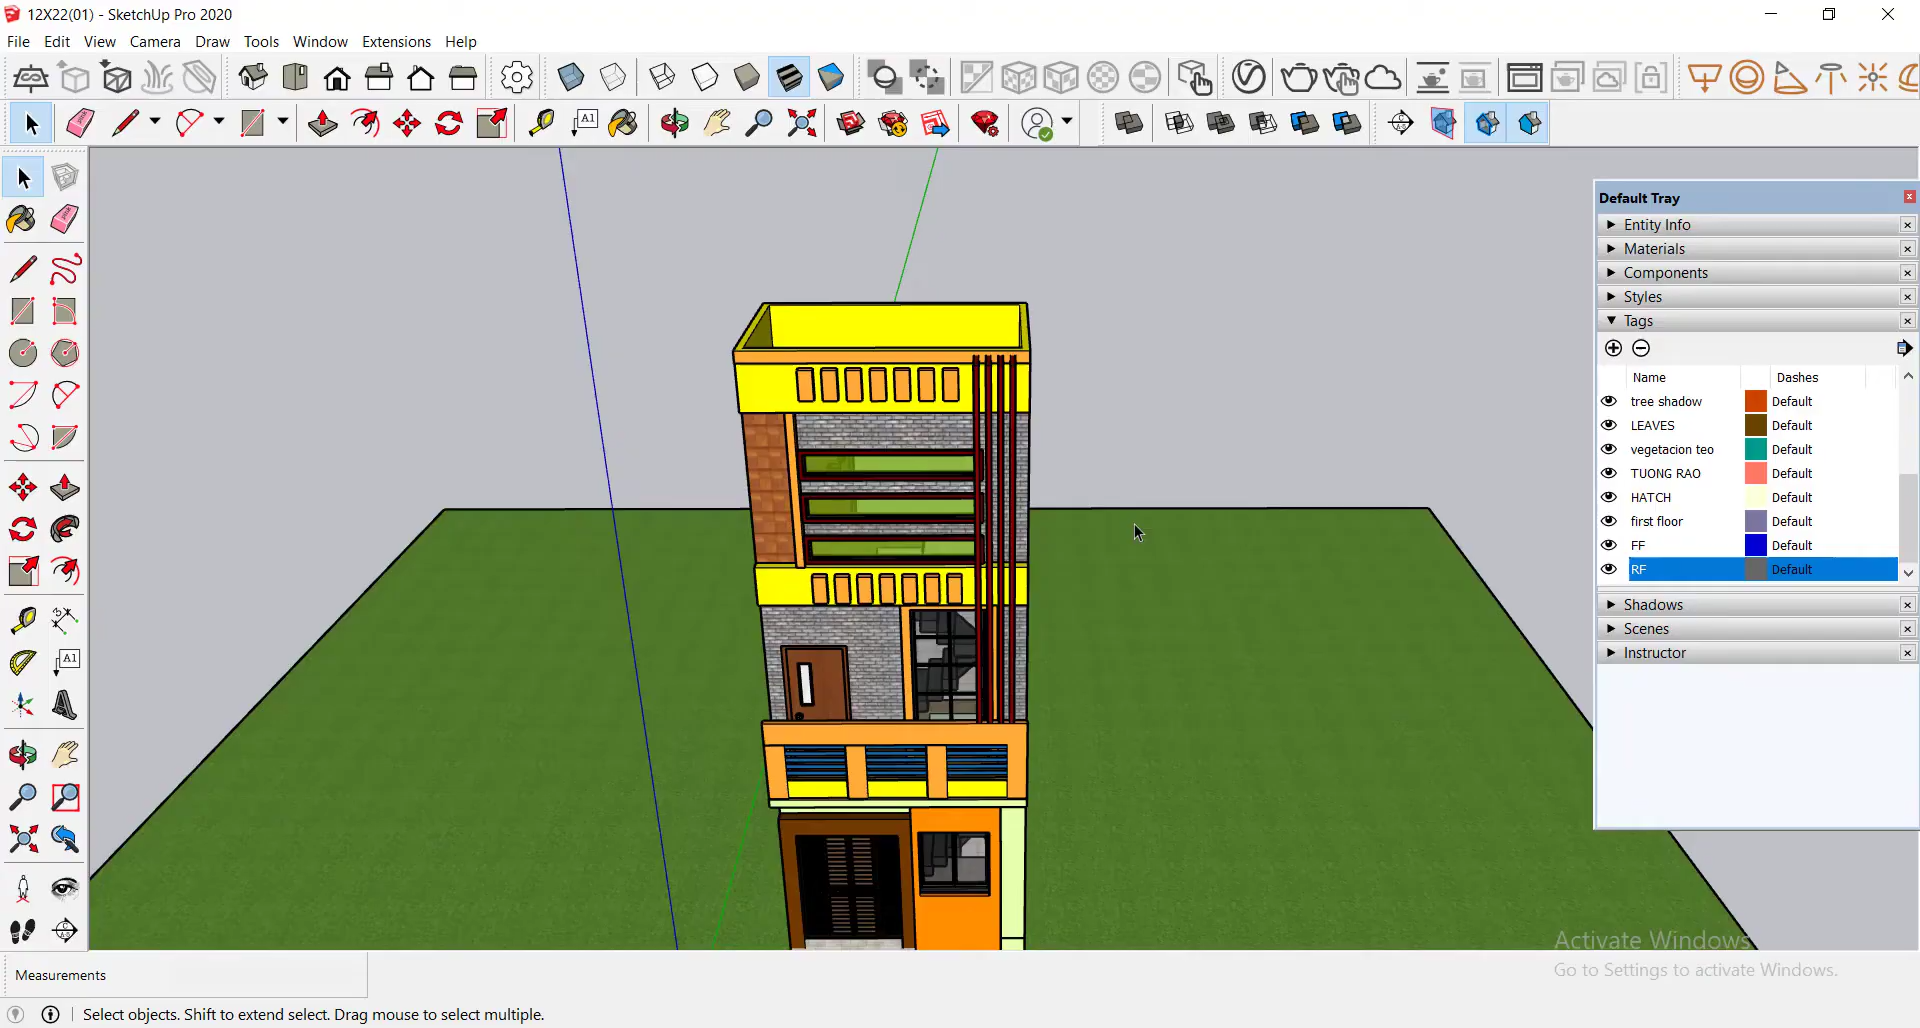 12X22(01) - SketchUp Pro 2020
File Edit View Camera Draw Tools Window Extensions Help
A1
Default Tray
Entity Info
Materials
Components
Styles
Tags
Name Dashes
tree shadow Default
LEAVES Default
vegetacion teo Default
TUONG RAO Default
HATCH Default
first floor Default
FF Default
RF Default
Shadows
Scenes
Instructor
A1
Activate Windows
Go to Settings to activate Windows.
Measurements
Select objects. Shift to extend select. Drag mouse to select multiple.